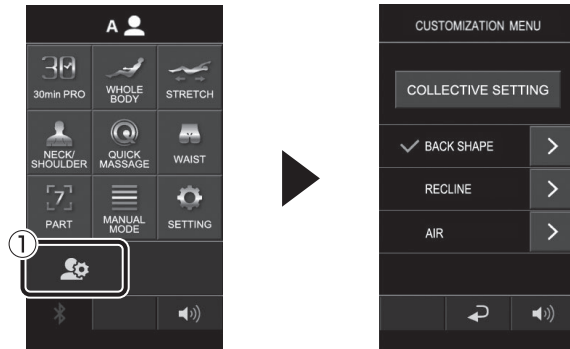 A
30
30min PRO
WHOLE
BODY
STRETCH
NECK/
SHOULDER
QUICK
MASSAGE
WAIST
7
PART
MANUAL
MODE
SETTING
①
CUSTOMIZATION MENU
COLLECTIVE SETTING
BACK SHAPE
RECLINE
AIR